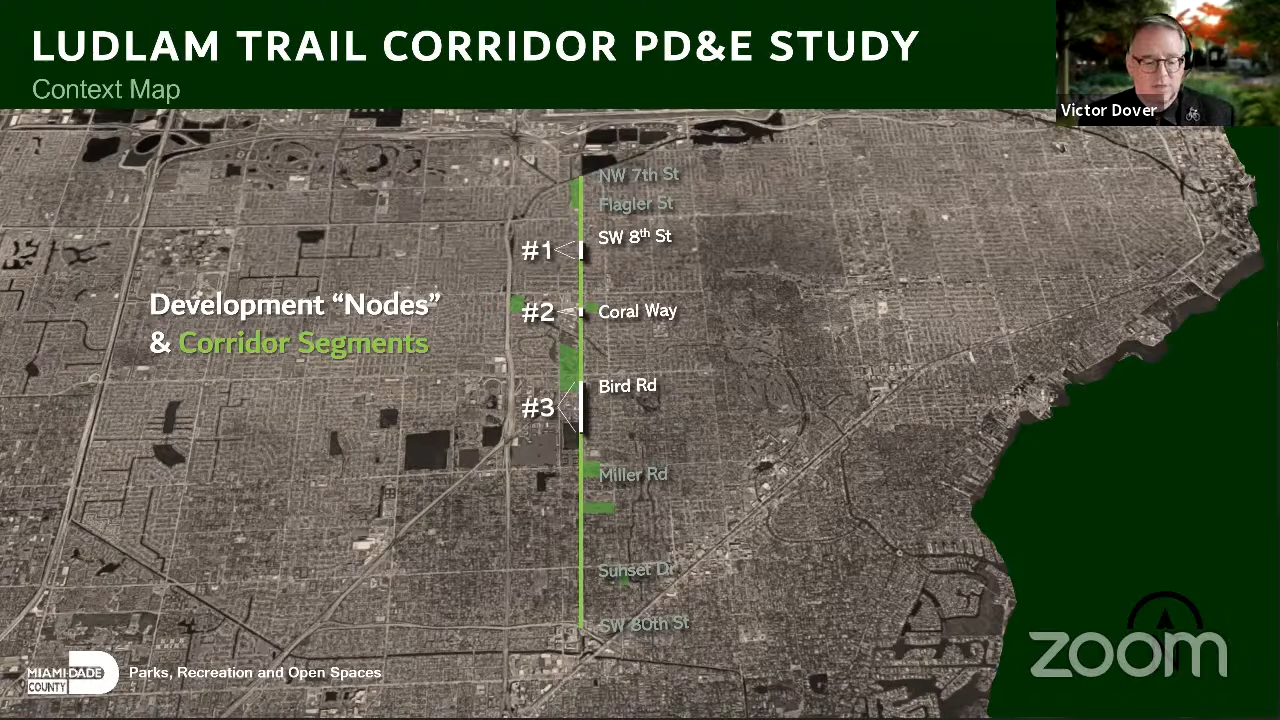 LUDLAM TRAIL CORRIDOR PD&E STUDY
Context Map
Victor Dover
NW 7th St
Flagler St
SW 8th St
#1
Development “Nodes”
& Corridor Segments
#2
Coral Way
Bird Rd
#3
Miller Rd
Sunset Dr
SW 80th St
MIAMI-DADE
COUNTY
Parks, Recreation and Open Spaces
zoom